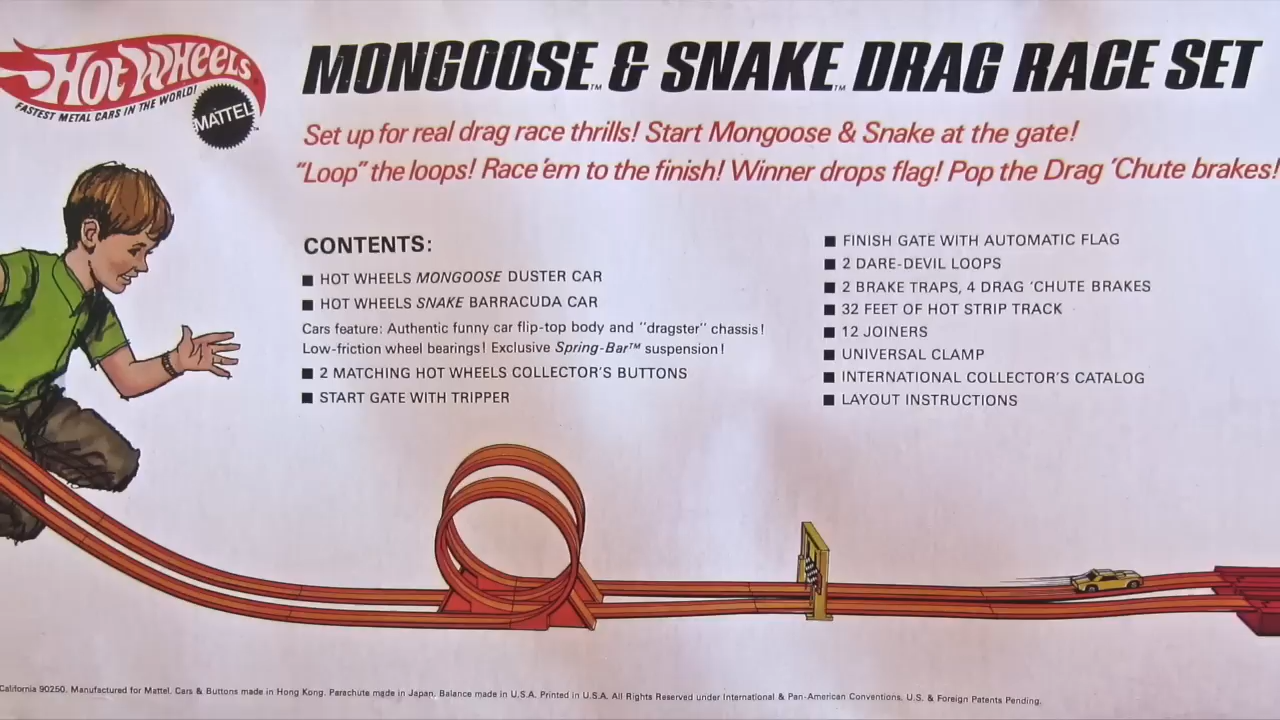 Hot Wheels
FASTEST METAL CARS IN THE WORLD!
MATTEL
MONGOOSE™ & SNAKE™ DRAG RACE SET
Set up for real drag race thrills! Start Mongoose & Snake at the gate!
"Loop" the loops! Race 'em to the finish! Winner drops flag! Pop the Drag 'Chute brakes!
CONTENTS:
■ HOT WHEELS MONGOOSE DUSTER CAR
■ HOT WHEELS SNAKE BARRACUDA CAR
Cars feature: Authentic funny car flip-top body and "dragster" chassis!
Low-friction wheel bearings! Exclusive Spring-Bar™ suspension!
■ 2 MATCHING HOT WHEELS COLLECTOR'S BUTTONS
■ START GATE WITH TRIPPER
■ FINISH GATE WITH AUTOMATIC FLAG
■ 2 DARE-DEVIL LOOPS
■ 2 BRAKE TRAPS, 4 DRAG 'CHUTE BRAKES
■ 32 FEET OF HOT STRIP TRACK
■ 12 JOINERS
■ UNIVERSAL CLAMP
■ INTERNATIONAL COLLECTOR'S CATALOG
■ LAYOUT INSTRUCTIONS
California 90250. Manufactured for Mattel. Cars & Buttons made in Hong Kong. Parachute made in Japan. Balance made in U.S.A. Printed in U.S.A. All Rights Reserved under International & Pan-American Conventions. U.S. & Foreign Patents Pending.